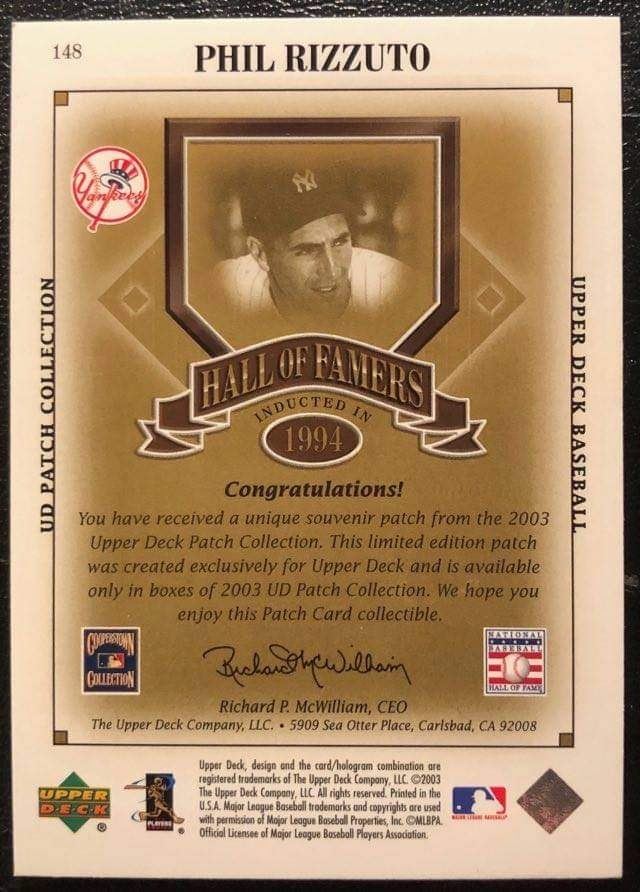 148
PHIL RIZZUTO
Yankees
NY
UD PATCH COLLECTION
UPPER DECK BASEBALL
HALL OF FAMERS
INDUCTED IN
1994
Congratulations!
You have received a unique souvenir patch from the 2003
Upper Deck Patch Collection. This limited edition patch
was created exclusively for Upper Deck and is available
only in boxes of 2003 UD Patch Collection. We hope you
enjoy this Patch Card collectible.
COOPERSTOWN
COLLECTION
Richard P. McWilliam
NATIONAL
BASEBALL
HALL OF FAME
Richard P. McWilliam, CEO
The Upper Deck Company, LLC. • 5909 Sea Otter Place, Carlsbad, CA 92008
UPPER
DECK
®
PLAYERS
®
Upper Deck, design and the card/hologram combination are
registered trademarks of The Upper Deck Company, LLC. ©2003
The Upper Deck Company, LLC. All rights reserved. Printed in the
U.S.A. Major League Baseball trademarks and copyrights are used
with permission of Major League Baseball Properties, Inc. ©MLBPA.
Official Licensee of Major League Baseball Players Association.
MAJOR LEAGUE BASEBALL